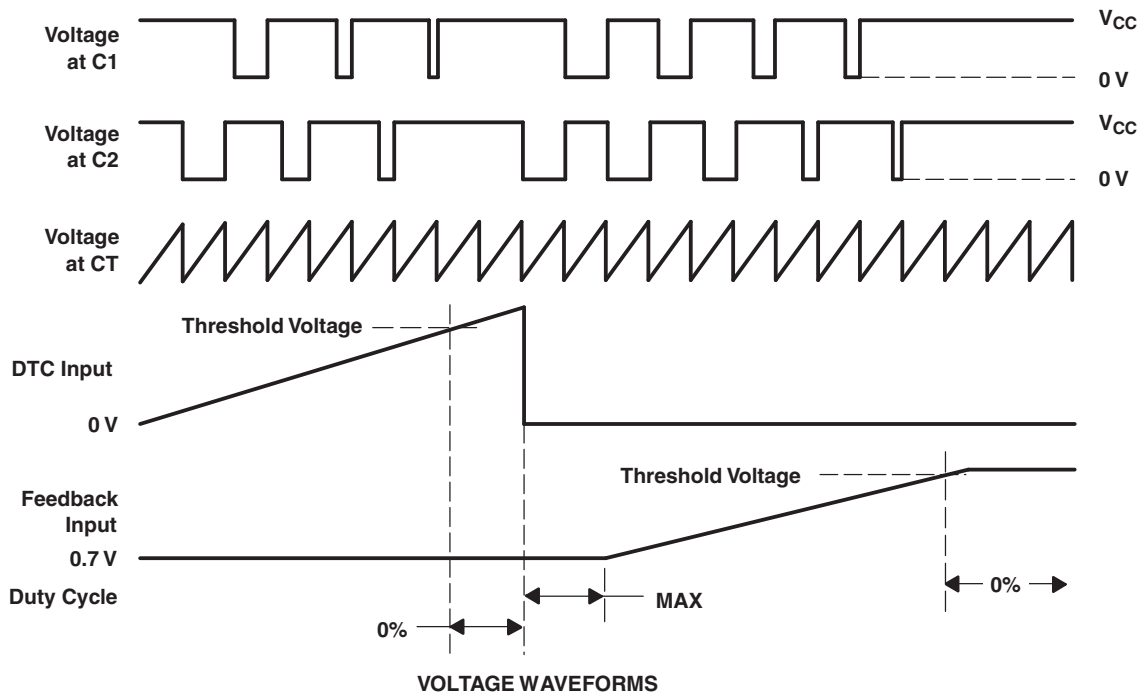 Voltage
at C1
VCC
0 V
Voltage
at C2
VCC
0 V
Voltage
at CT
Threshold Voltage
DTC Input
0 V
Threshold Voltage
Feedback
Input
0.7 V
0%
Duty Cycle
MAX
0%
VOLTAGE WAVEFORMS